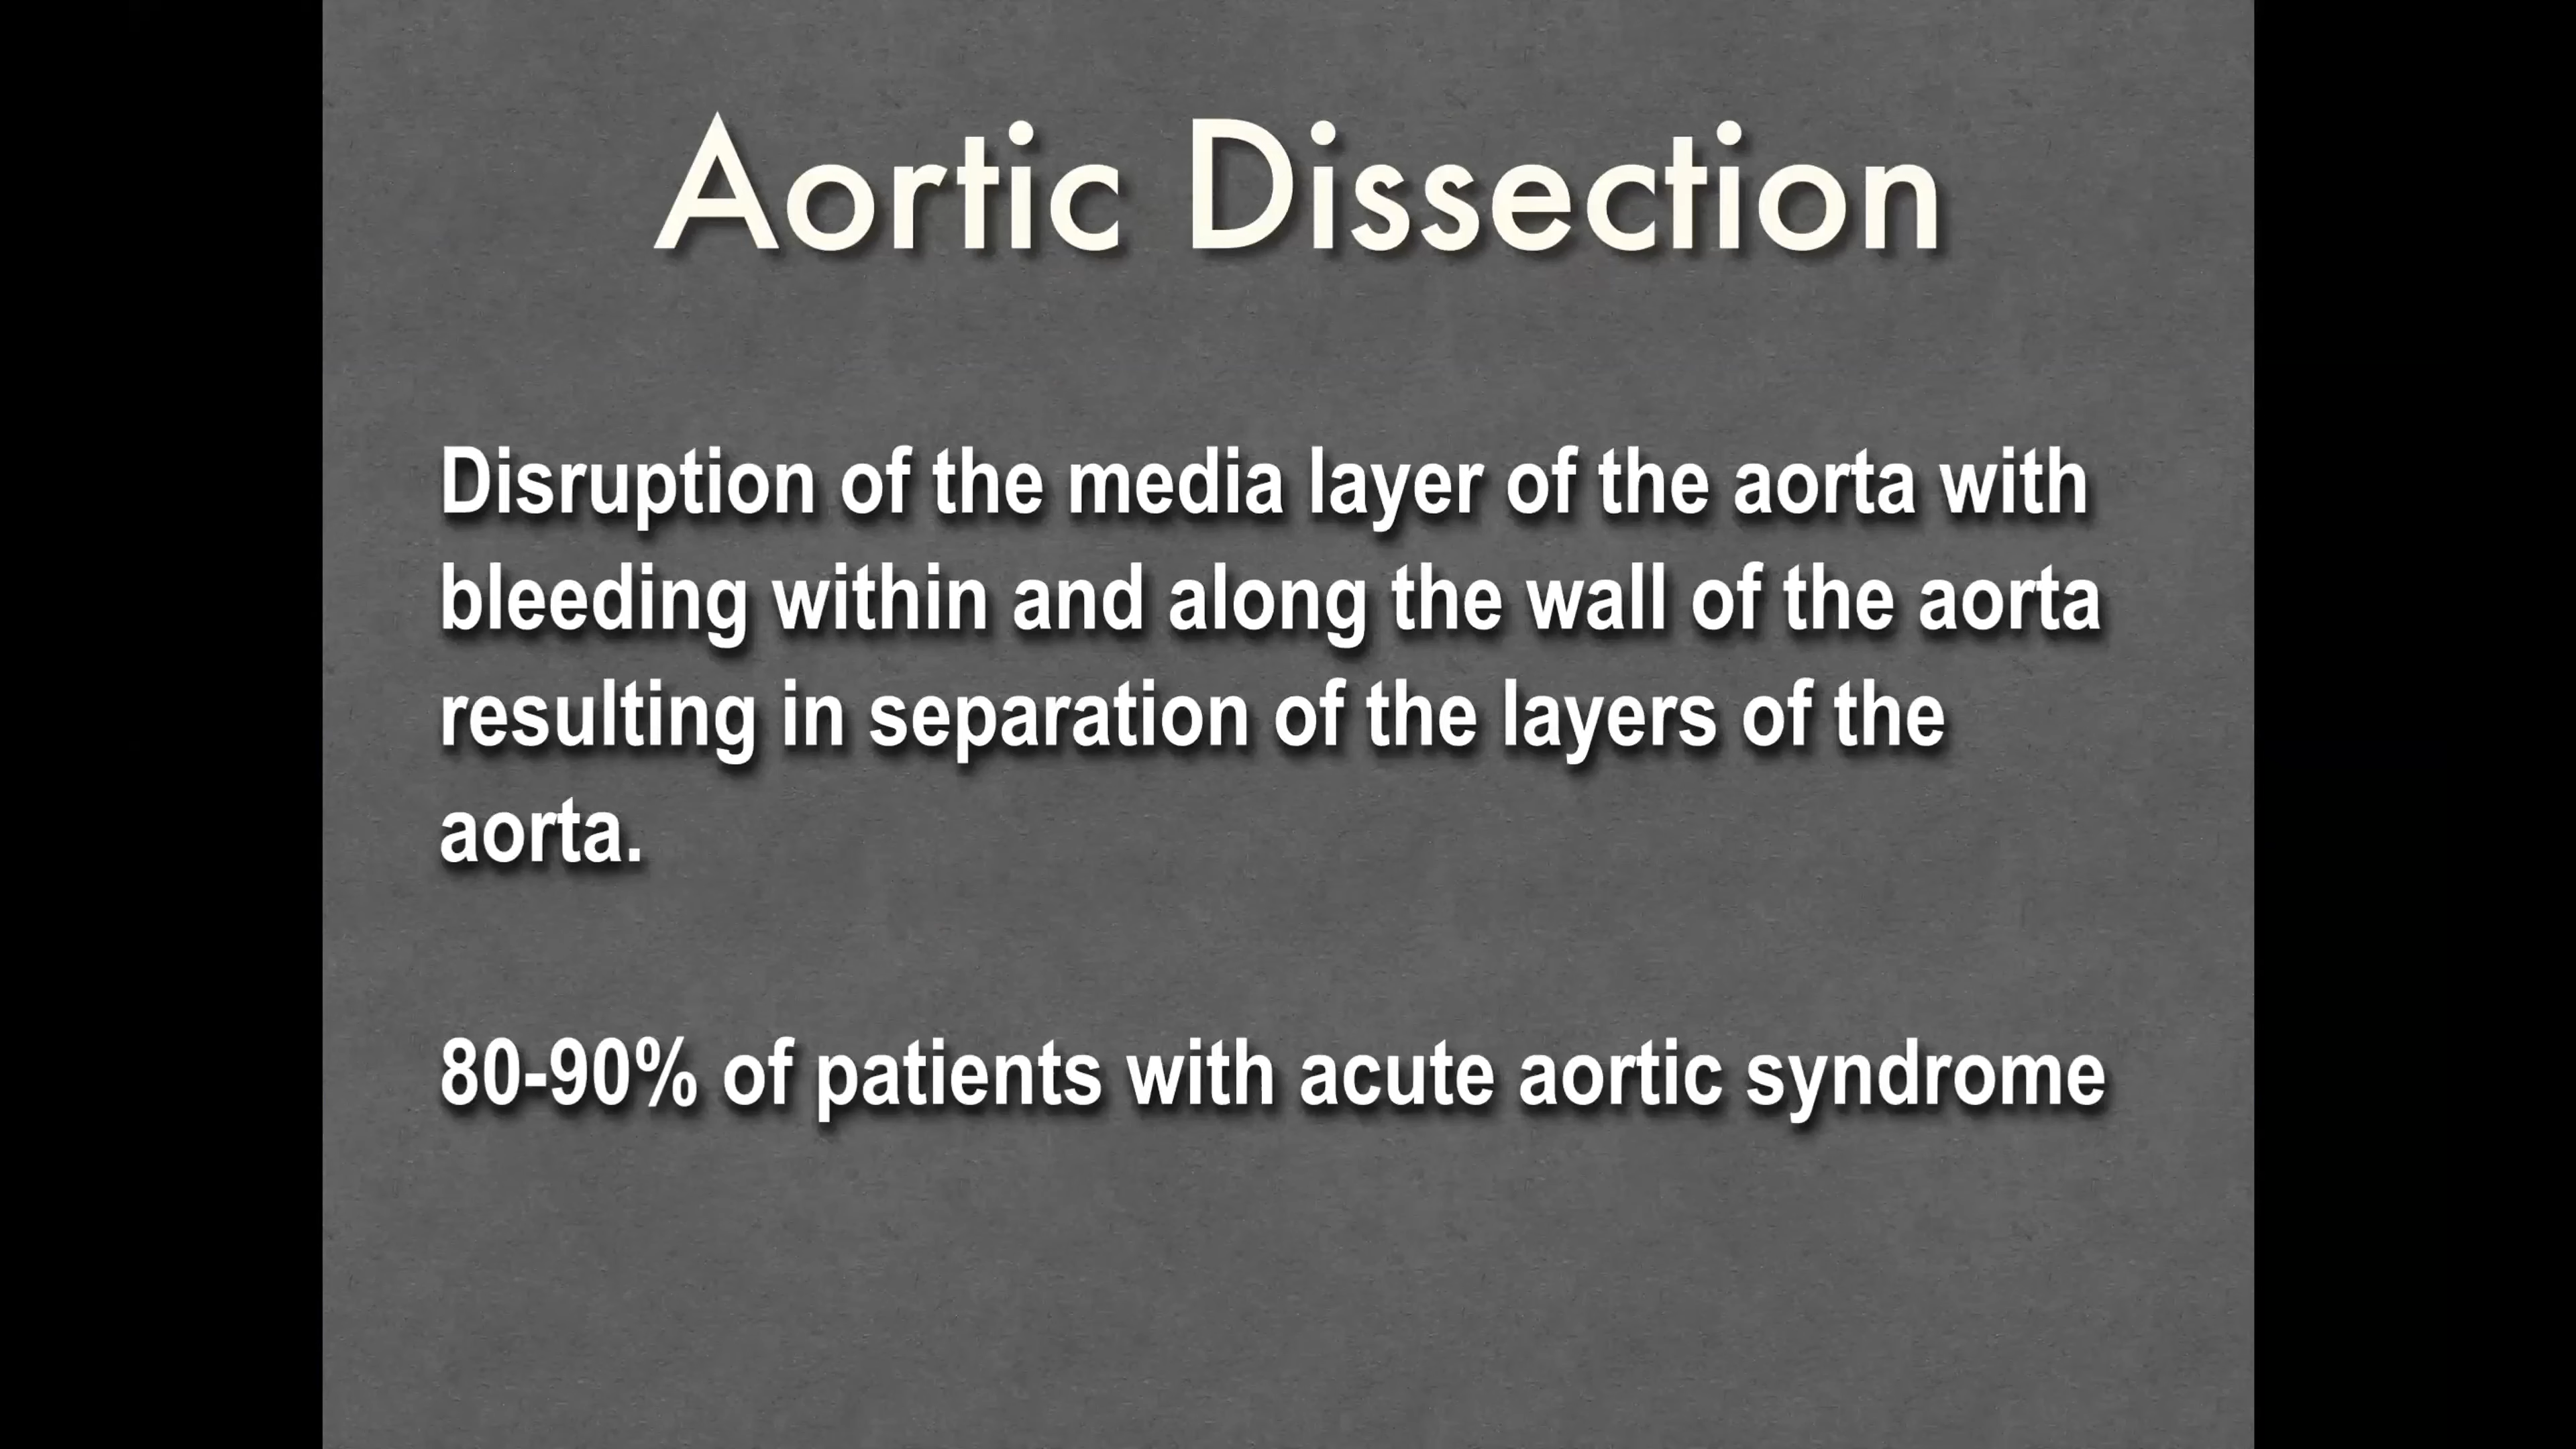 Aortic Dissection
Disruption of the media layer of the aorta with
bleeding within and along the wall of the aorta
resulting in separation of the layers of the
aorta.
80-90% of patients with acute aortic syndrome